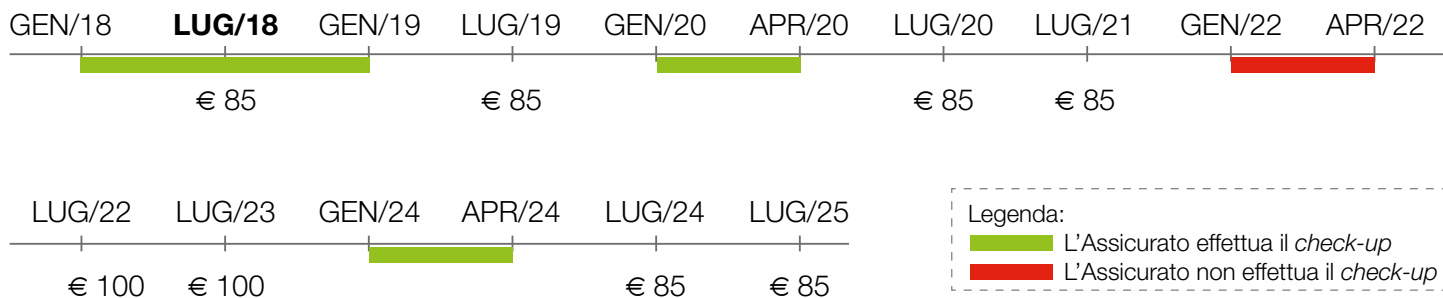 GEN/18 LUG/18 GEN/19 LUG/19 GEN/20 APR/20 LUG/20 LUG/21 GEN/22 APR/22
€ 85 € 85 € 85 € 85
LUG/22 LUG/23 GEN/24 APR/24 LUG/24 LUG/25
€ 100 € 100 € 85 € 85
Legenda:
L'Assicurato effettua il check-up
L'Assicurato non effettua il check-up